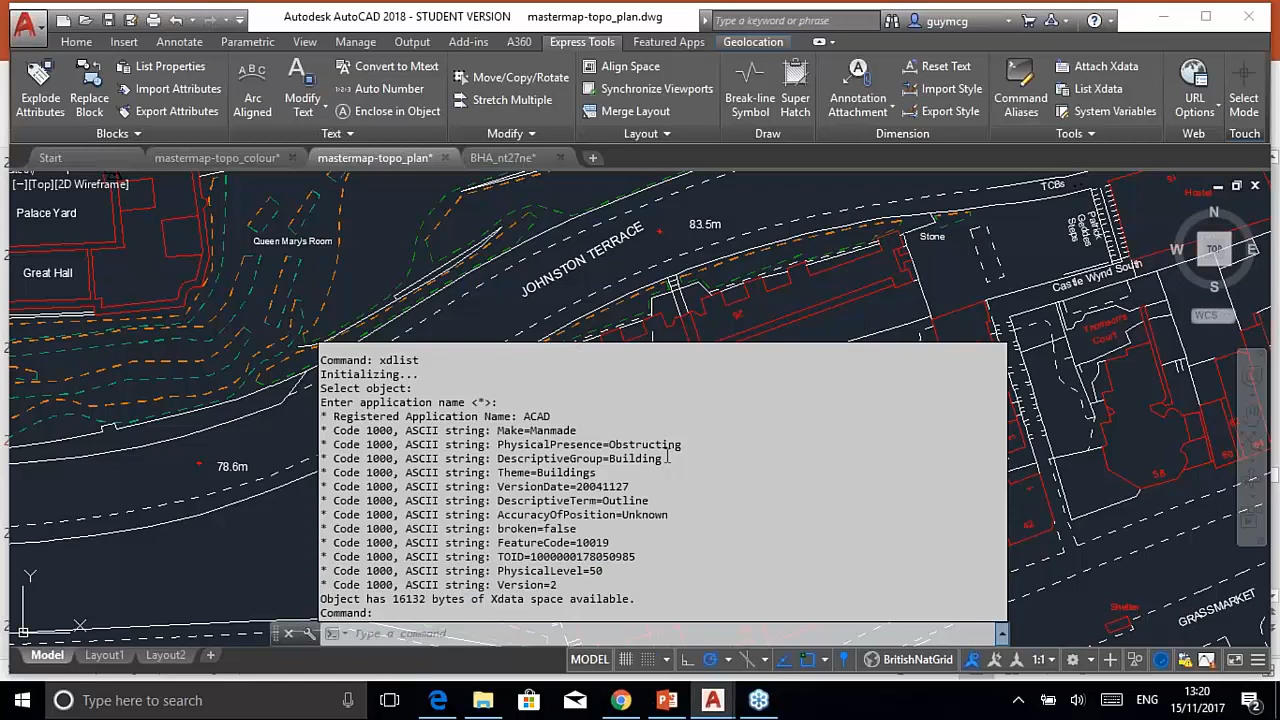 Autodesk AutoCAD 2018 - STUDENT VERSION mastermap-topo_plan.dwg
Type a keyword or phrase
guymcg
Home Insert Annotate Parametric View Manage Output Add-ins A360 Express Tools Featured Apps Geolocation
Explode Attributes
Replace Block
List Properties
Import Attributes
Export Attributes
Arc Aligned
Modify Text
Convert to Mtext
Auto Number
Enclose in Object
Move/Copy/Rotate
Stretch Multiple
Align Space
Synchronize Viewports
Merge Layout
Break-line Symbol
Super Hatch
Annotation Attachment
Reset Text
Import Style
Export Style
Command Aliases
Attach Xdata
List Xdata
System Variables
URL Options
Select Mode
Blocks Text Modify Layout Draw Dimension Tools Web Touch
Start mastermap-topo_colour* mastermap-topo_plan* BHA_nt27ne*
[−][Top][2D Wireframe]
Palace Yard
Queen Mary's Room
Great Hall
JOHNSTON TERRACE
83.5m
TCBs
Hostel
Stone
Patrick
Geddes
Steps
Castle Wynd South
Thomson's
Court
N
W TOP E
S
WCS
78.6m
58
GRASSMARKET
Shelter
Y
X
Command: xdlist
Initializing...
Select object:
Enter application name <*>:
* Registered Application Name: ACAD
* Code 1000, ASCII string: Make=Manmade
* Code 1000, ASCII string: PhysicalPresence=Obstructing
* Code 1000, ASCII string: DescriptiveGroup=Building
* Code 1000, ASCII string: Theme=Buildings
* Code 1000, ASCII string: VersionDate=20041127
* Code 1000, ASCII string: DescriptiveTerm=Outline
* Code 1000, ASCII string: AccuracyOfPosition=Unknown
* Code 1000, ASCII string: broken=false
* Code 1000, ASCII string: FeatureCode=10019
* Code 1000, ASCII string: TOID=1000000178050985
* Code 1000, ASCII string: PhysicalLevel=50
* Code 1000, ASCII string: Version=2
Object has 16132 bytes of Xdata space available.
Command:
Type a command
Model Layout1 Layout2
MODEL BritishNatGrid 1:1
Type here to search
ENG
13:20
15/11/2017
2